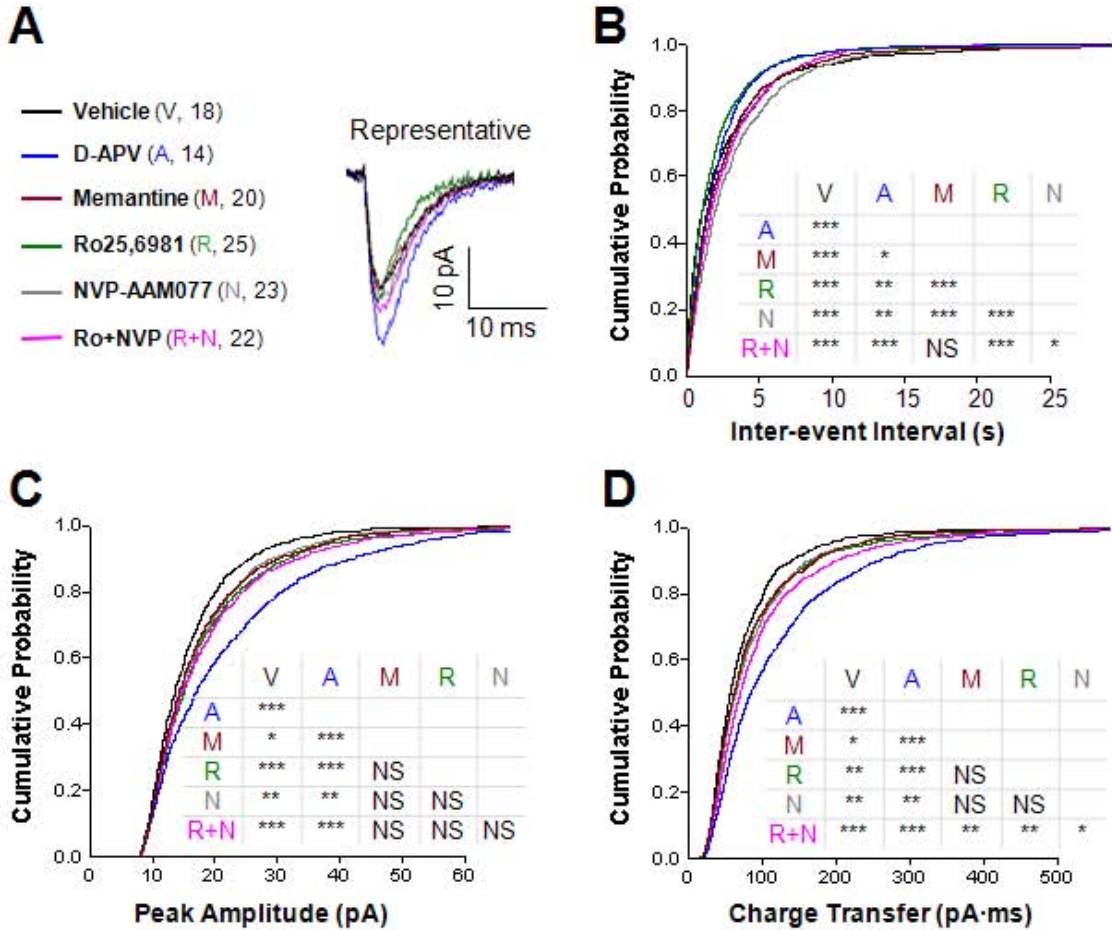 A
Vehicle (V, 18)
D-APV (A, 14)
Memantine (M, 20)
Ro25,6981 (R, 25)
NVP-AAM077 (N, 23)
Ro+NVP (R+N, 22)
Representative
10 pA
10 ms
B
Cumulative Probability
1.0
0.8
0.6
0.4
0.2
0.0
0 5 10 15 20 25
Inter-event Interval (s)
V A M R N
A ***
M *** *
R *** ** ***
N *** ** *** ***
R+N *** *** NS *** *
C
Cumulative Probability
1.0
0.8
0.6
0.4
0.2
0.0
0 10 20 30 40 50 60
Peak Amplitude (pA)
V A M R N
A ***
M * ***
R *** *** NS
N ** ** NS NS
R+N *** *** NS NS NS
D
Cumulative Probability
1.0
0.8
0.6
0.4
0.2
0.0
0 100 200 300 400 500
Charge Transfer (pA·ms)
V A M R N
A ***
M * ***
R ** *** NS
N ** ** NS NS
R+N *** *** ** ** *